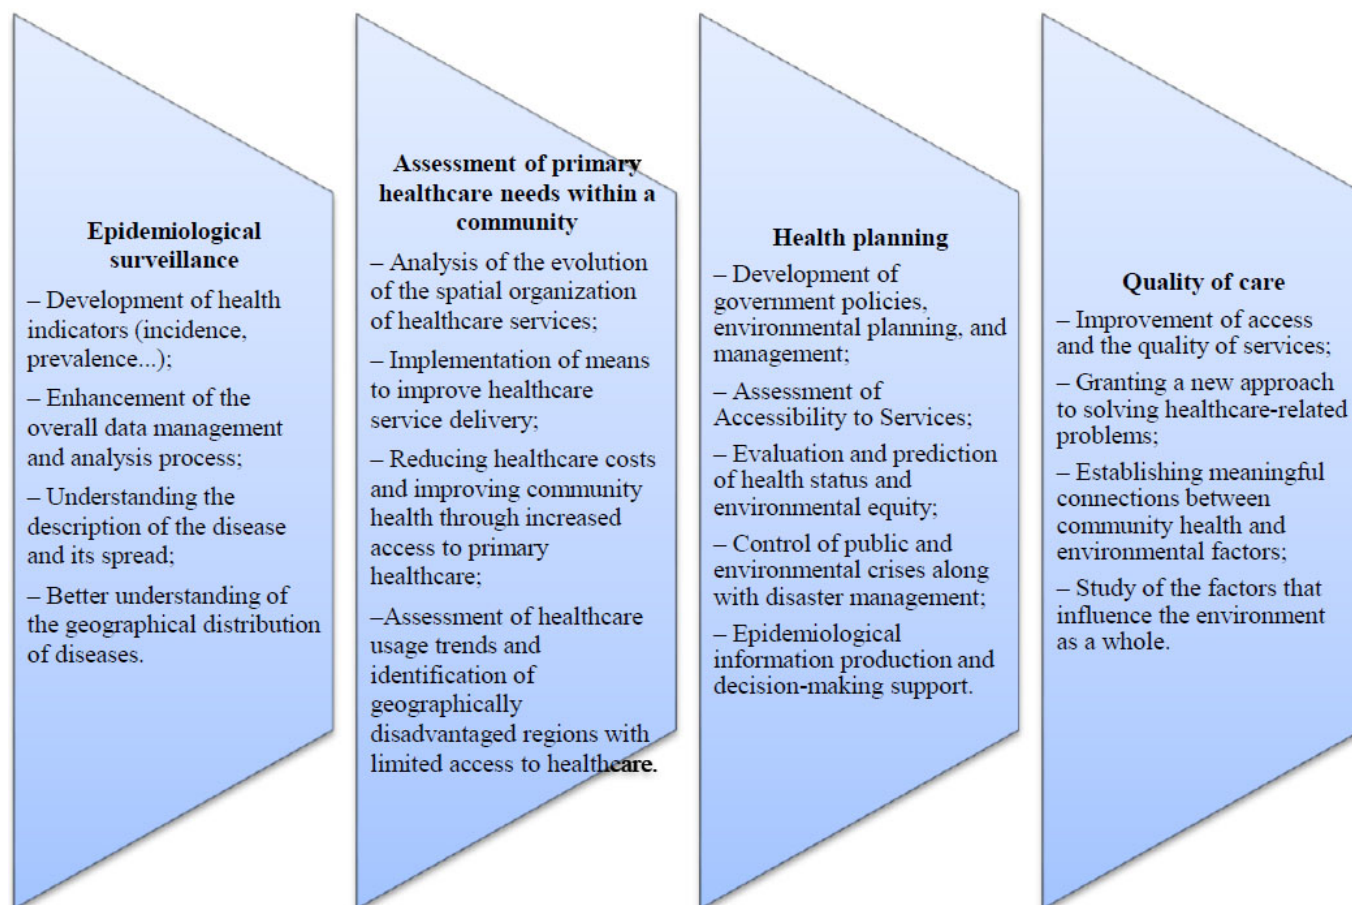 Epidemiological
surveillance
– Development of health
indicators (incidence,
prevalence...);
– Enhancement of the
overall data management
and analysis process;
– Understanding the
description of the disease
and its spread;
– Better understanding of
the geographical distribution
of diseases.
Assessment of primary
healthcare needs within a
community
– Analysis of the evolution
of the spatial organization
of healthcare services;
– Implementation of means
to improve healthcare
service delivery;
– Reducing healthcare costs
and improving community
health through increased
access to primary
healthcare;
–Assessment of healthcare
usage trends and
identification of
geographically
disadvantaged regions with
limited access to healthcare.
Health planning
– Development of
government policies,
environmental planning, and
management;
– Assessment of
Accessibility to Services;
– Evaluation and prediction
of health status and
environmental equity;
– Control of public and
environmental crises along
with disaster management;
– Epidemiological
information production and
decision-making support.
Quality of care
– Improvement of access
and the quality of services;
– Granting a new approach
to solving healthcare-related
problems;
– Establishing meaningful
connections between
community health and
environmental factors;
– Study of the factors that
influence the environment
as a whole.